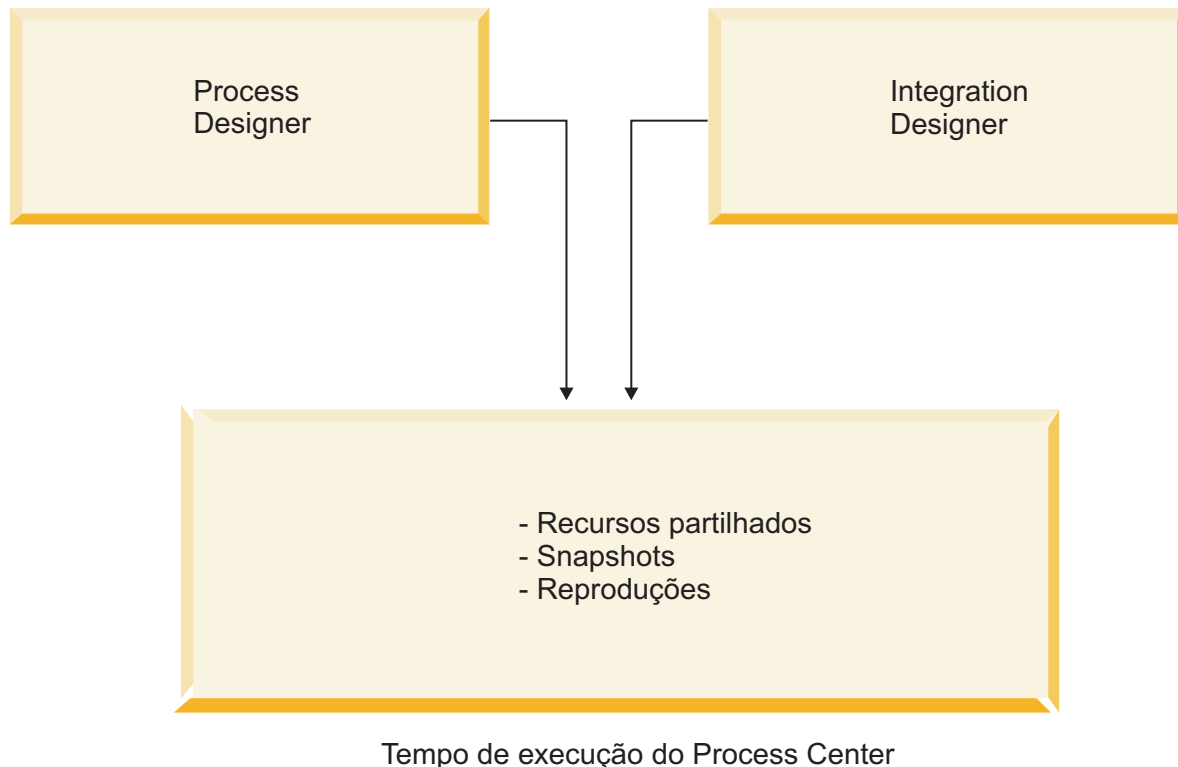 Process
Designer
Integration
Designer
- Recursos partilhados
- Snapshots
- Reproduções
Tempo de execução do Process Center